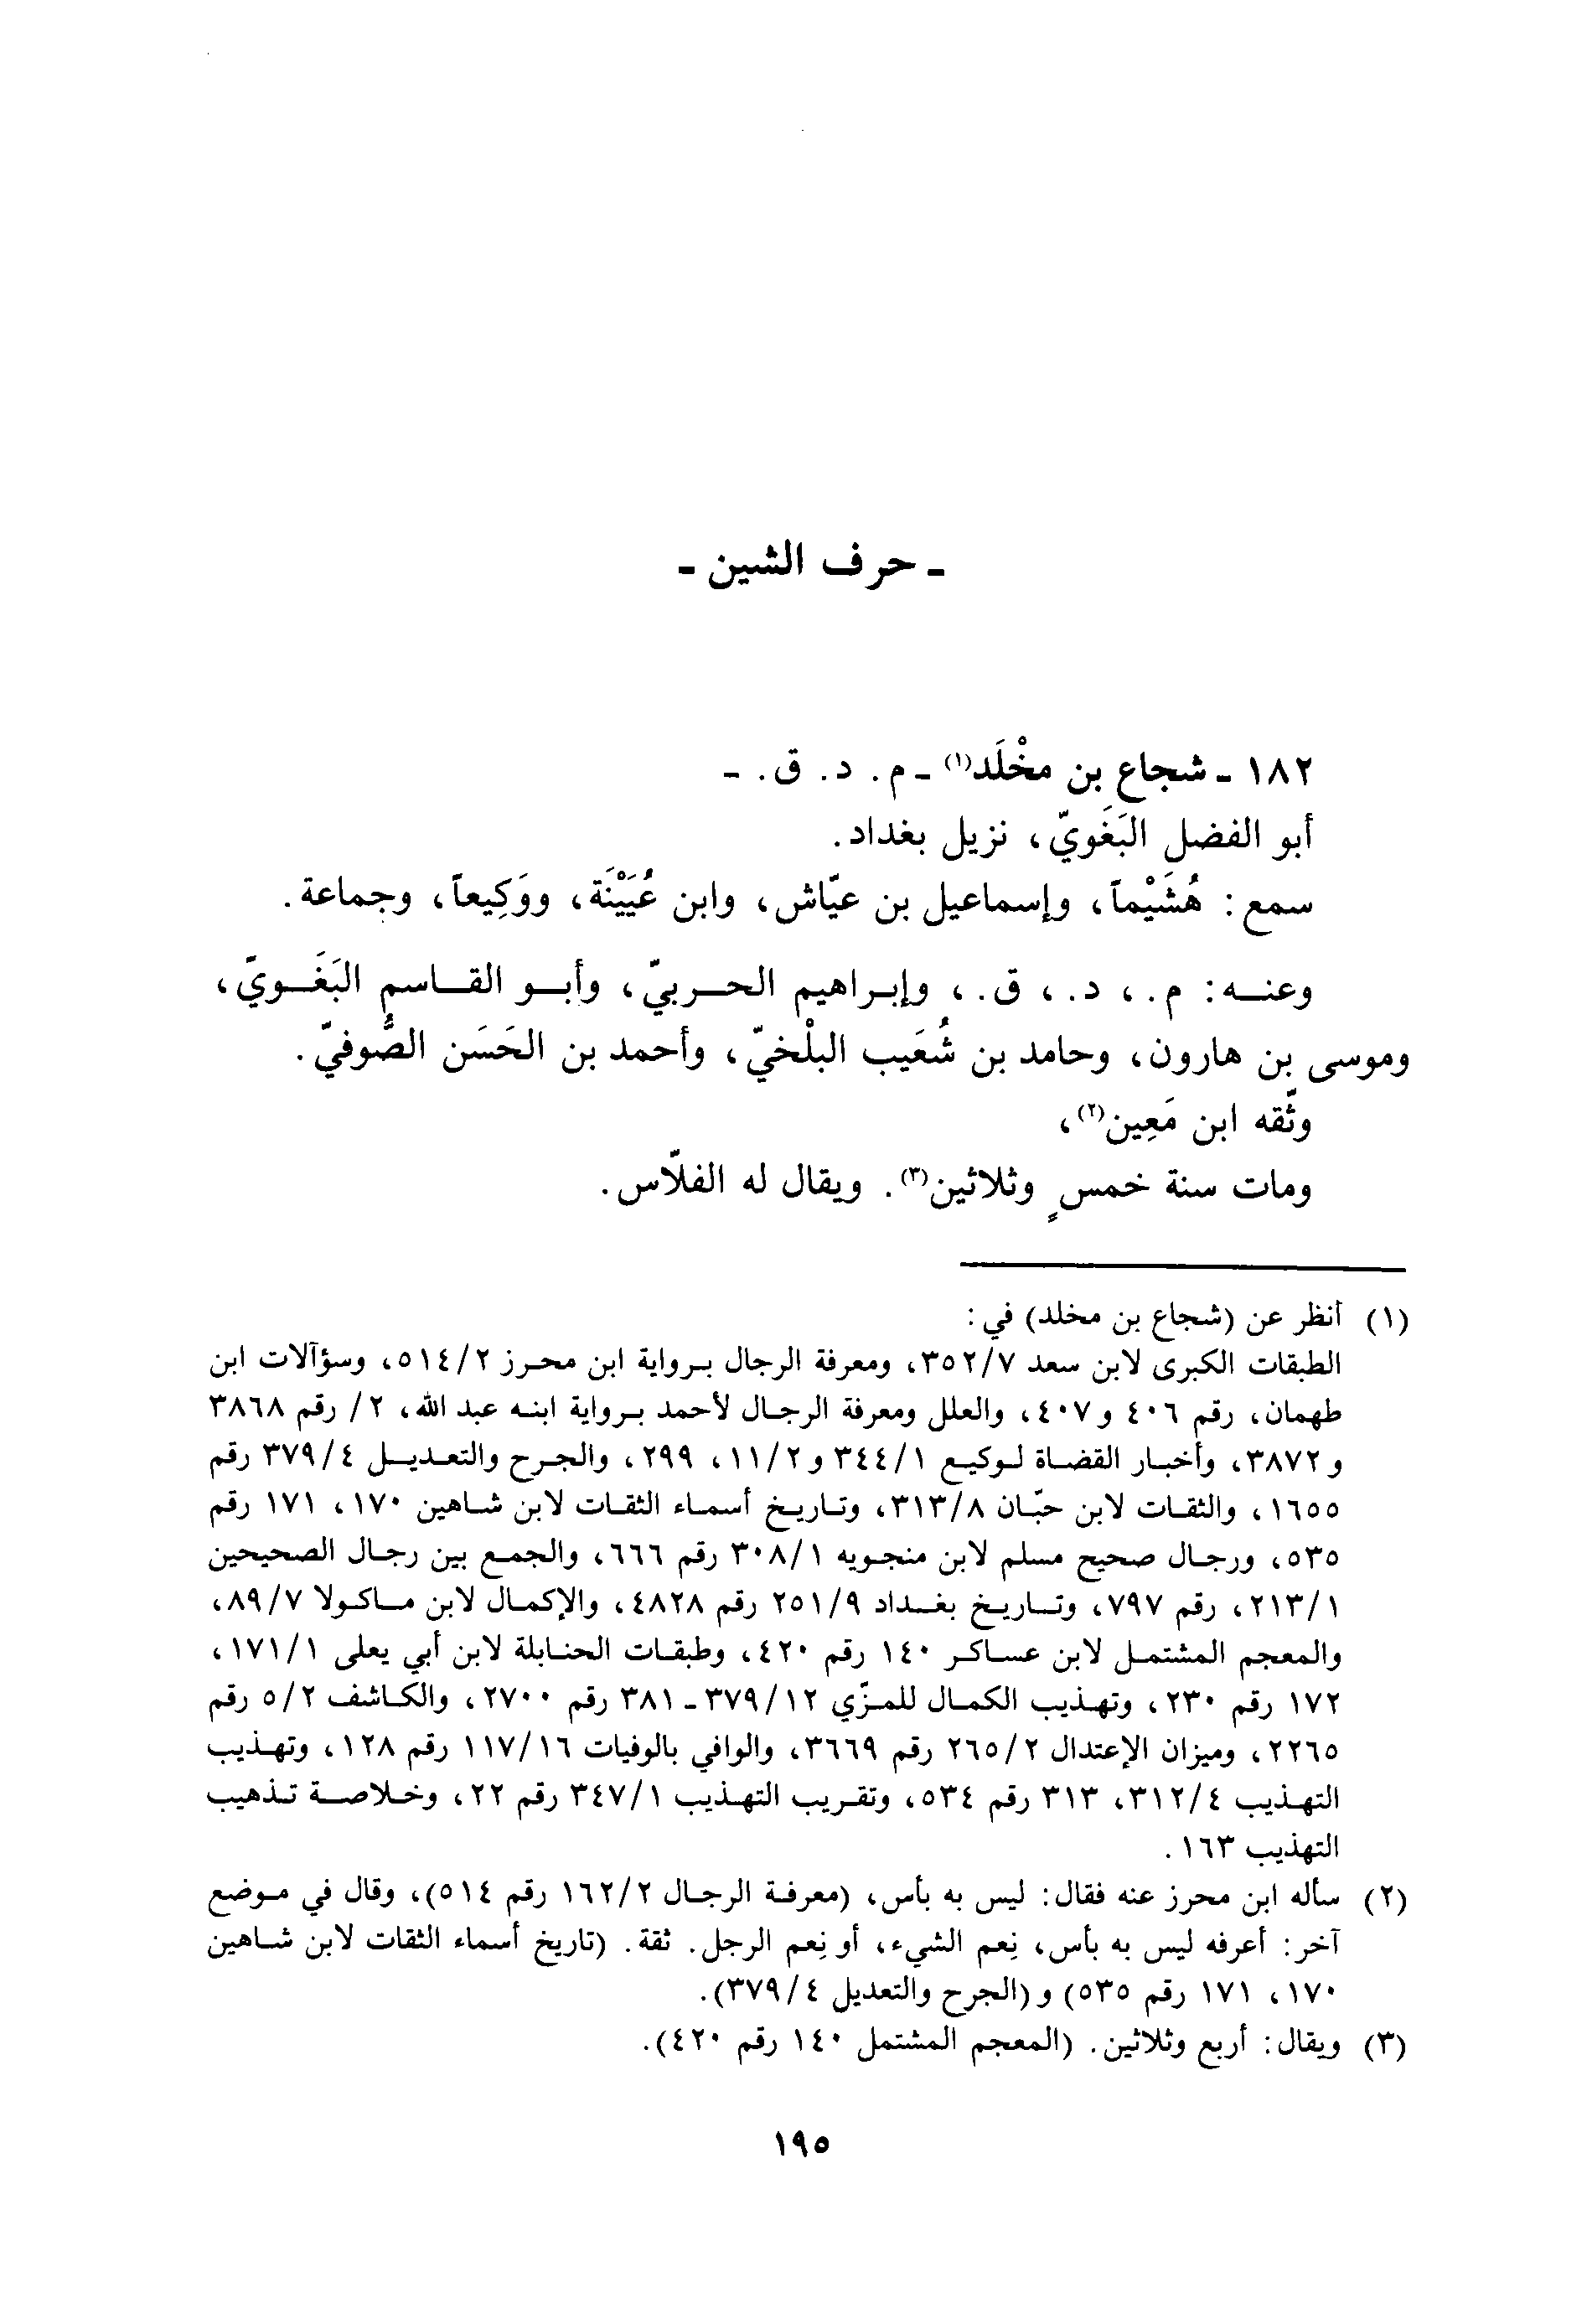 - حرف الشين -
١٨٢ - شجاع بن مخْلَد(١) - م. د. ق. -
أبو الفضل البَغَويّ، نزيل بغداد.
سمع: هُشَيْماً، وإسماعيل بن عيّاش، وابن عُيَيْنَة، ووَكِيعاً، وجماعة.
وعنه: م.، د.، ق.، وإبراهيم الحربيّ، وأبو القاسم البَغَويّ،
وموسى بن هارون، وحامد بن شُعَيب البلْخيّ، وأحمد بن الحَسَن الصُّوفيّ.
وثّقه ابن مَعِين(٢)،
ومات سنة خمسٍ وثلاثين(٣). ويقال له الفلّاس.
(١) أنظر عن (شجاع بن مخلد) في:
الطبقات الكبرى لابن سعد ٣٥٢/٧، ومعرفة الرجال برواية ابن محرز ٥١٤/٢، وسؤآلات ابن
طهمان، رقم ٤٠٦ و ٤٠٧، والعلل ومعرفة الرجال لأحمد برواية ابنه عبد الله، ٢/ رقم ٣٨٦٨
و ٣٨٧٢، وأخبار القضاة لوكيع ٣٤٤/١ و ١١/٢، ٢٩٩، والجرح والتعديل ٣٧٩/٤ رقم
١٦٥٥، والثقات لابن حبّان ٣١٣/٨، وتاريخ أسماء الثقات لابن شاهين ١٧٠، ١٧١ رقم
٥٣٥، ورجال صحيح مسلم لابن منجويه ٣٠٨/١ رقم ٦٦٦، والجمع بين رجال الصحيحين
٢١٣/١، رقم ٧٩٧، وتاريخ بغداد ٢٥١/٩ رقم ٤٨٢٨، والإكمال لابن ماكولا ٨٩/٧،
والمعجم المشتمل لابن عساكر ١٤٠ رقم ٤٢٠، وطبقات الحنابلة لابن أبي يعلى ١٧١/١،
١٧٢ رقم ٢٣٠، وتهذيب الكمال للمزّي ٣٧٩/١٢ - ٣٨١ رقم ٢٧٠٠، والكاشف ٥/٢ رقم
٢٢٦٥، وميزان الإعتدال ٢٦٥/٢ رقم ٣٦٦٩، والوافي بالوفيات ١١٧/١٦ رقم ١٢٨، وتهذيب
التهذيب ٣١٢/٤، ٣١٣ رقم ٥٣٤، وتقريب التهذيب ٣٤٧/١ رقم ٢٢، وخلاصة تذهيب
التهذيب ١٦٣.
(٢) سأله ابن محرز عنه فقال: ليس به بأس، (معرفة الرجال ١٦٢/٢ رقم ٥١٤)، وقال في موضع
آخر: أعرفه ليس به بأس، نِعم الشيء، أو نِعم الرجل. ثقة. (تاريخ أسماء الثقات لابن شاهين
١٧٠، ١٧١ رقم ٥٣٥) و (الجرح والتعديل ٣٧٩/٤).
(٣) ويقال: أربع وثلاثين. (المعجم المشتمل ١٤٠ رقم ٤٢٠).
١٩٥